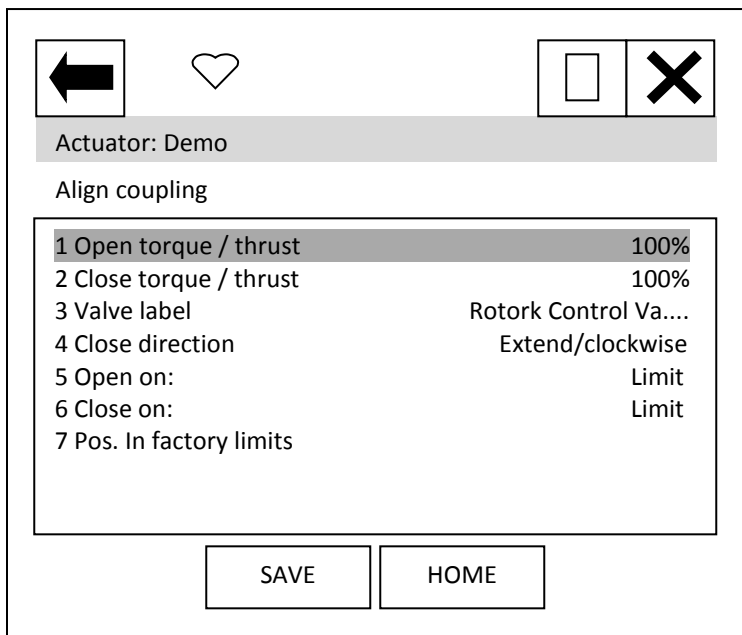 Actuator: Demo
Align coupling
1 Open torque / thrust 100%
2 Close torque / thrust 100%
3 Valve label Rotork Control Va....
4 Close direction Extend/clockwise
5 Open on: Limit
6 Close on: Limit
7 Pos. In factory limits
SAVE HOME